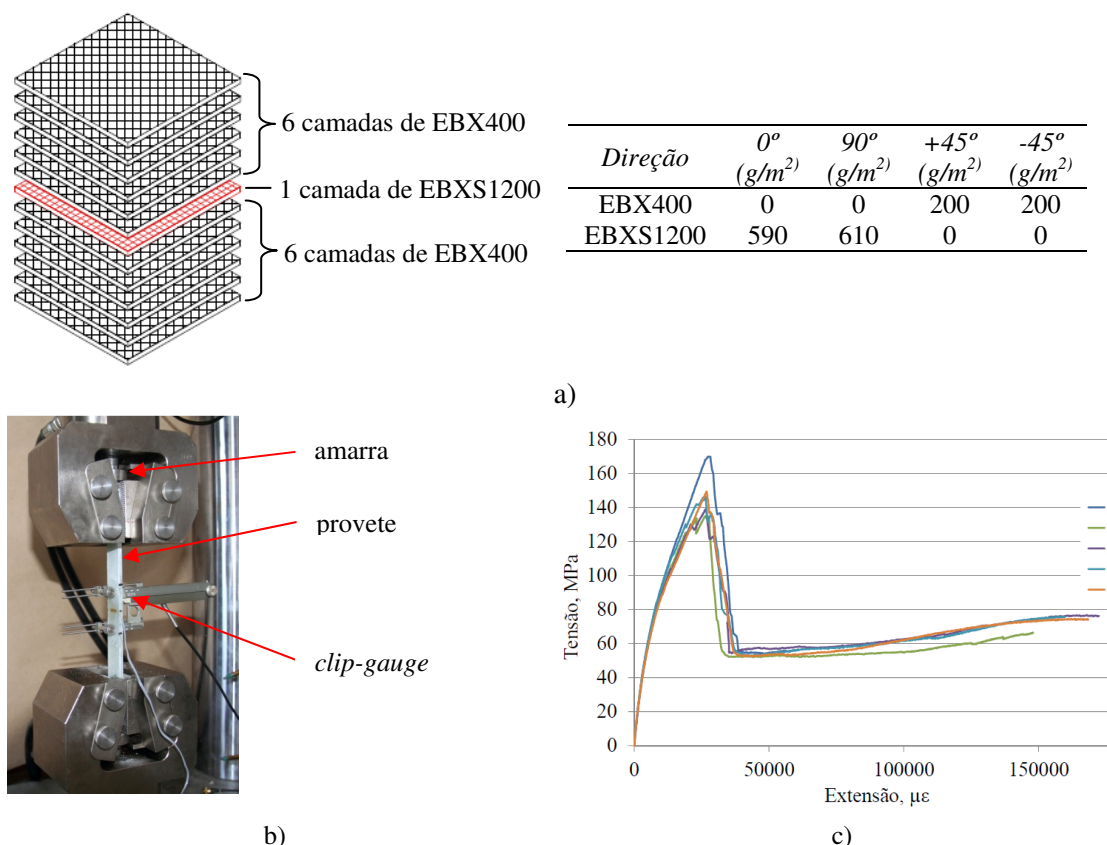 6 camadas de EBX400
1 camada de EBXS1200
6 camadas de EBX400
Direção 0º (g/m²) 90º (g/m²) +45º (g/m²) -45º (g/m²)
EBX400 0 0 200 200
EBXS1200 590 610 0 0
a)
amarra
provete
clip-gauge
b)
Tensão, MPa
180
160
140
120
100
80
60
40
20
0
0 50000 100000 150000
Extensão, µε
c)